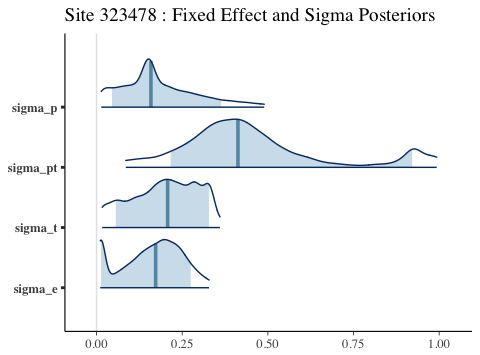 Site 323478 : Fixed Effect and Sigma Posteriors
sigma_p
sigma_pt
sigma_t
sigma_e
0.00 0.25 0.50 0.75 1.00